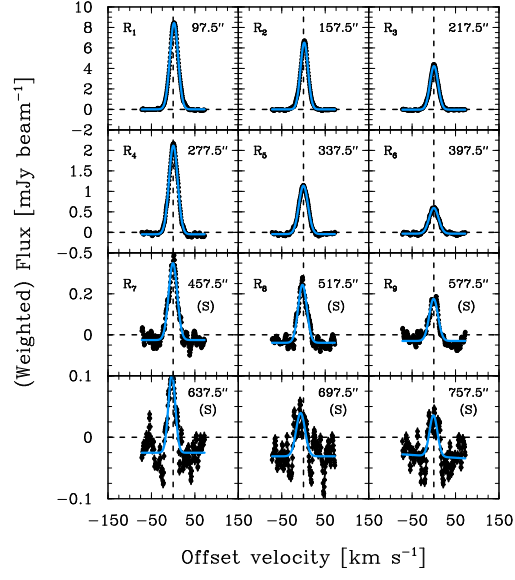 10
R₁ 97.5″ R₂ 157.5″ R₃ 217.5″
8
6
4
2
0
−2
R₄ 277.5″ R₅ 337.5″ R₆ 397.5″
2
1.5
1
0.5
0
−0.5
R₇ 457.5″ R₈ 517.5″ R₉ 577.5″
(S) (S) (S)
0.2
0
0.1
637.5″ 697.5″ 757.5″
(S) (S) (S)
0
−0.1
−150 −50 50 150 −50 50 150 −50 50 150
Offset velocity [km s⁻¹]
(Weighted) Flux [mJy beam⁻¹]